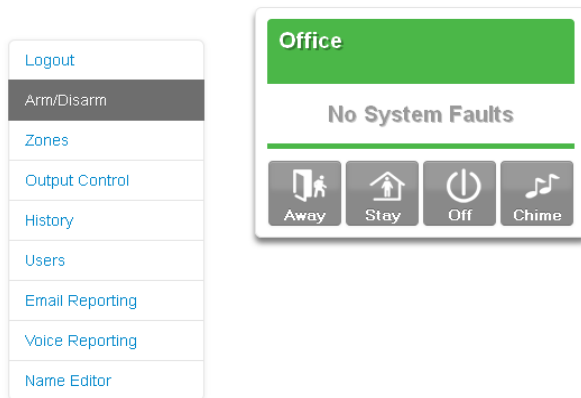 Logout
Arm/Disarm
Zones
Output Control
History
Users
Email Reporting
Voice Reporting
Name Editor
Office
No System Faults
Away Stay Off Chime